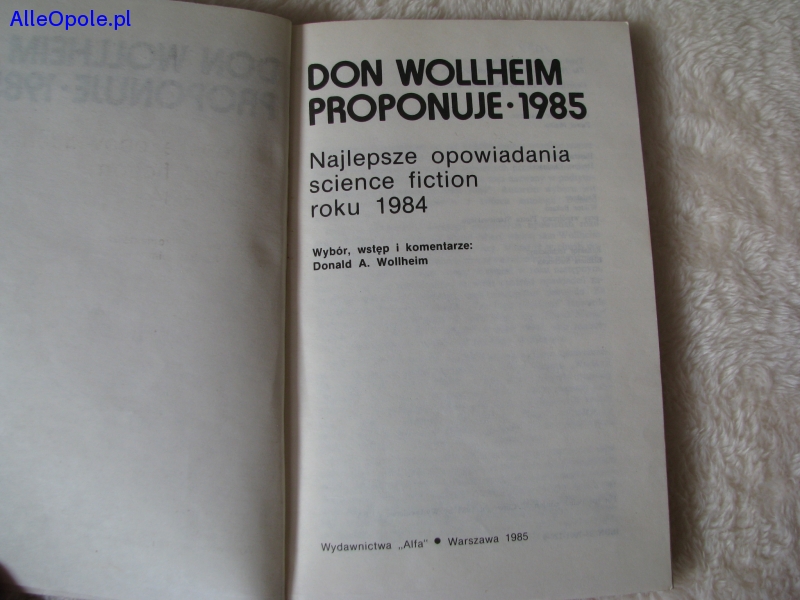 AlleOpole.pl
DON WOLLHEIM
PROPONUJE·1985
Najlepsze opowiadania
science fiction
roku 1984
Wybór, wstęp i komentarze:
Donald A. Wollheim
Wydawnictwa „Alfa” ● Warszawa 1985